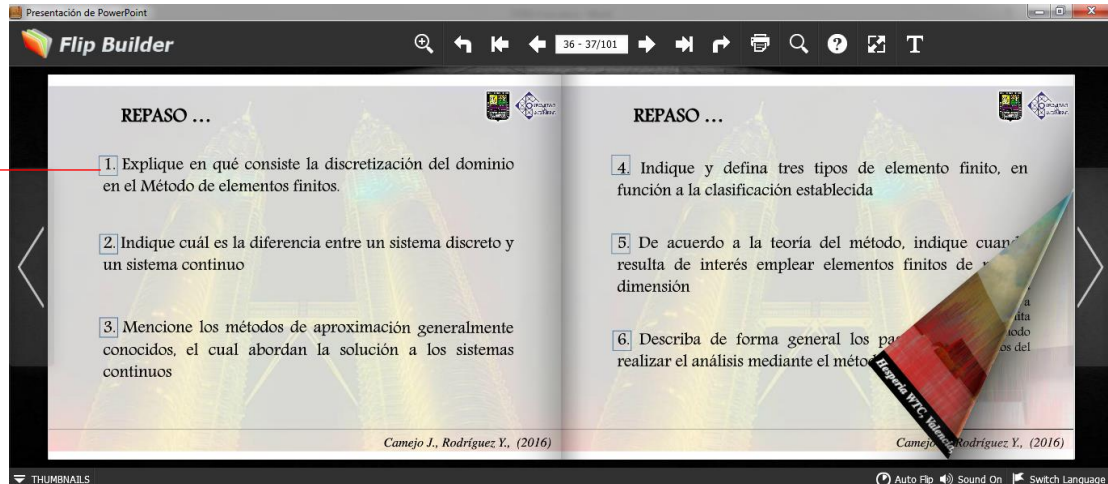 Presentación de PowerPoint
Flip Builder
36 - 37/101
T
REPASO ...
1. Explique en qué consiste la discretización del dominio
en el Método de elementos finitos.
2. Indique cuál es la diferencia entre un sistema discreto y
un sistema continuo
3. Mencione los métodos de aproximación generalmente
conocidos, el cual abordan la solución a los sistemas
continuos
Camejo J., Rodríguez Y., (2016)
REPASO ...
4. Indique y defina tres tipos de elemento finito, en
función a la clasificación establecida
5. De acuerdo a la teoría del método, indique
resulta de interés emplear elementos finitos de
dimensión
6. Describa de forma general los
realizar el análisis mediante el
Hesperia WTC, Valencia
Rodríguez Y., (2016)
THUMBNAILS
Auto Flip Sound On Switch Language